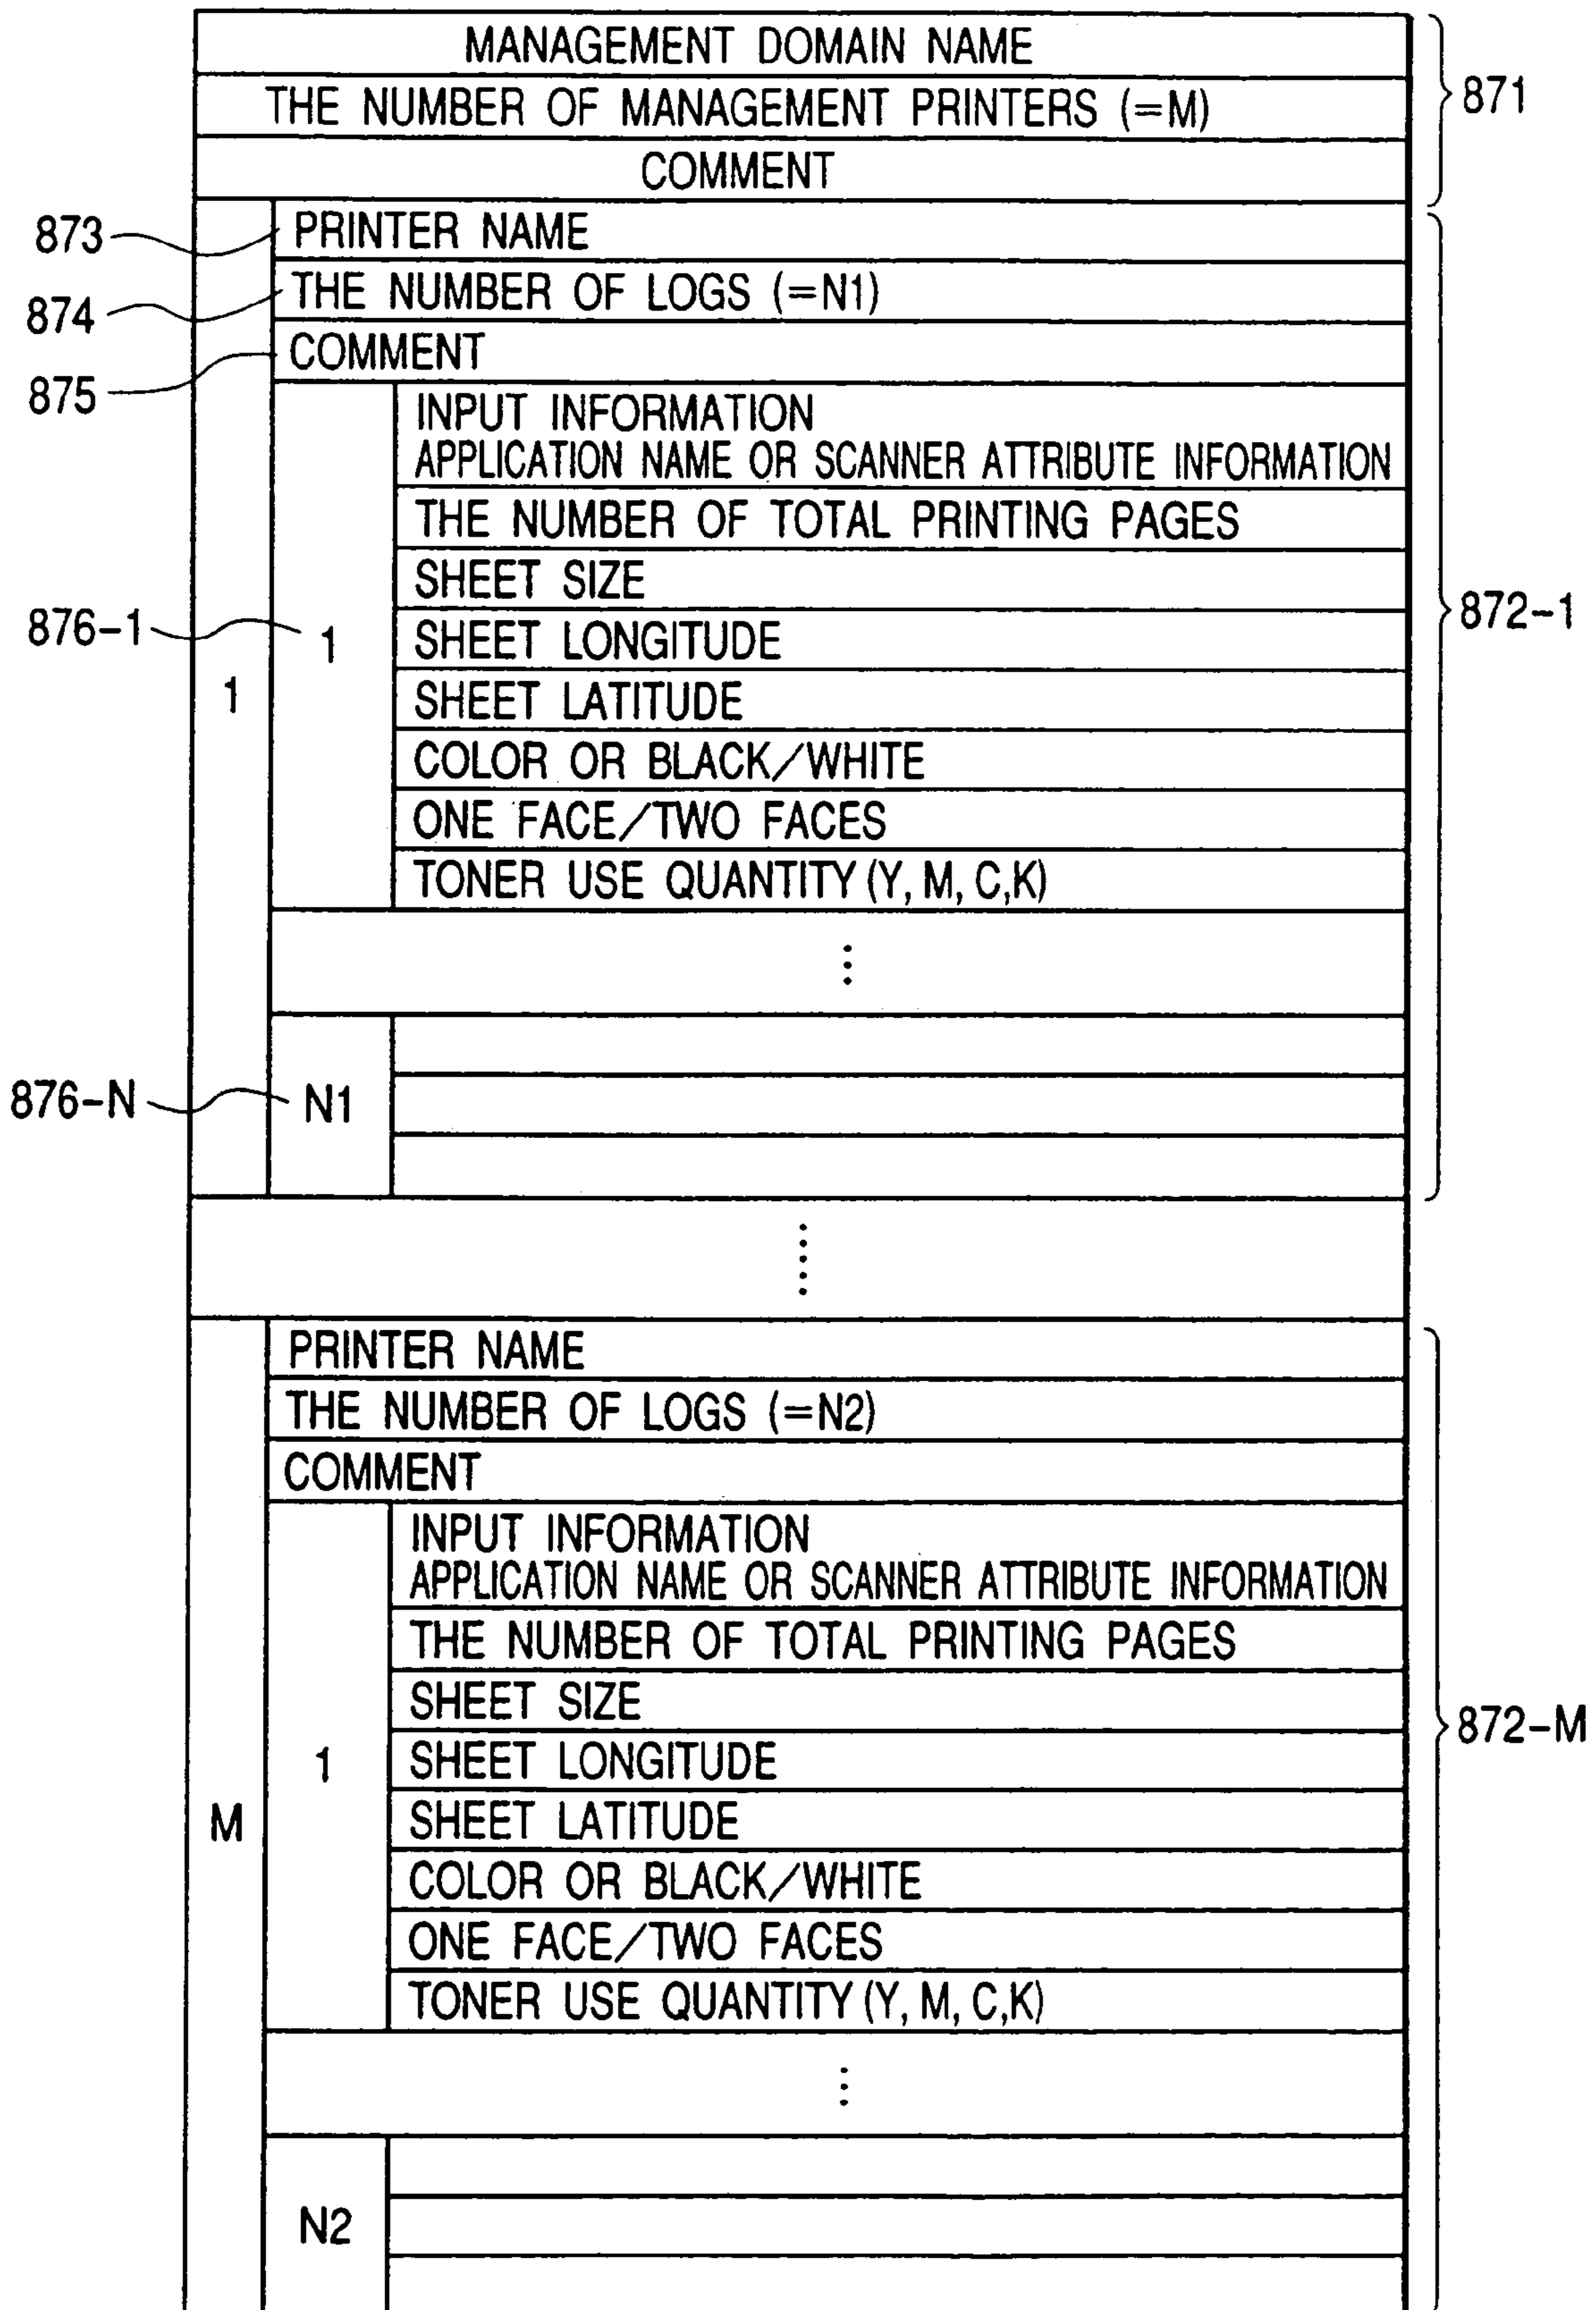 MANAGEMENT DOMAIN NAME
THE NUMBER OF MANAGEMENT PRINTERS (=M)
871
COMMENT
873
PRINTER NAME
874
THE NUMBER OF LOGS (=N1)
875
COMMENT
INPUT INFORMATION
APPLICATION NAME OR SCANNER ATTRIBUTE INFORMATION
THE NUMBER OF TOTAL PRINTING PAGES
SHEET SIZE
876-1
1
SHEET LONGITUDE
872-1
1
SHEET LATITUDE
COLOR OR BLACK/WHITE
ONE FACE/TWO FACES
TONER USE QUANTITY (Y, M, C,K)
876-N
N1
PRINTER NAME
THE NUMBER OF LOGS (=N2)
COMMENT
INPUT INFORMATION
APPLICATION NAME OR SCANNER ATTRIBUTE INFORMATION
THE NUMBER OF TOTAL PRINTING PAGES
SHEET SIZE
872-M
1
SHEET LONGITUDE
M
SHEET LATITUDE
COLOR OR BLACK/WHITE
ONE FACE/TWO FACES
TONER USE QUANTITY (Y, M, C,K)
N2